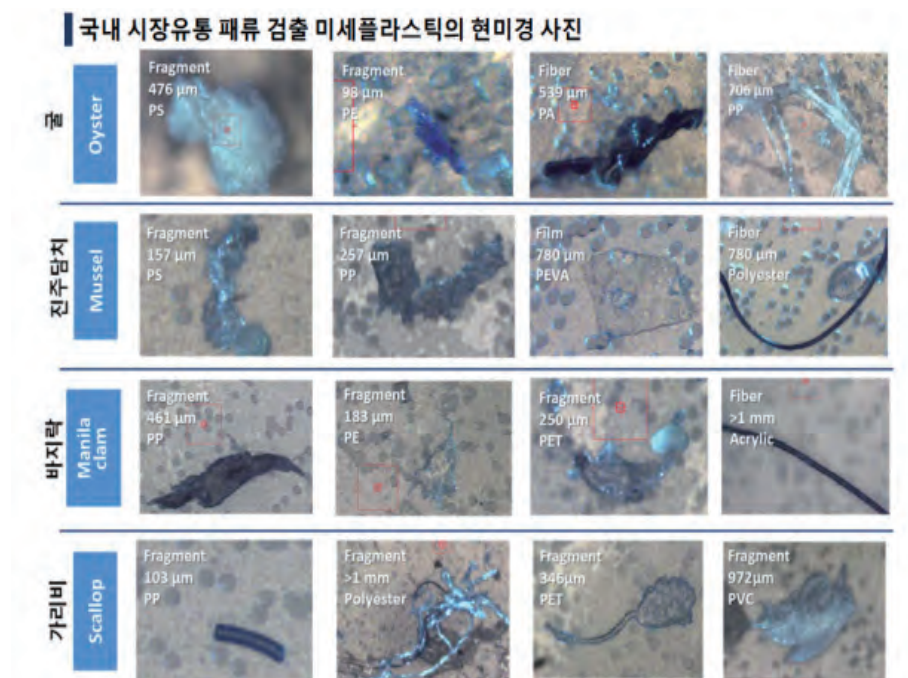 국내 시장유통 패류 검출 미세플라스틱의 현미경 사진
굴
Oyster
Fragment
476 μm
PS
Fragment
98 μm
PE
Fiber
539 μm
PA
Fiber
706 μm
PP
진주담치
Mussel
Fragment
157 μm
PS
Fragment
257 μm
PP
Film
780 μm
PEVA
Fiber
780 μm
Polyester
바지락
Manila
clam
Fragment
461 μm
PP
Fragment
183 μm
PE
Fragment
250 μm
PET
Fiber
>1 mm
Acrylic
가리비
Scallop
Fragment
103 μm
PP
Fragment
>1 mm
Polyester
Fragment
346μm
PET
Fragment
972μm
PVC